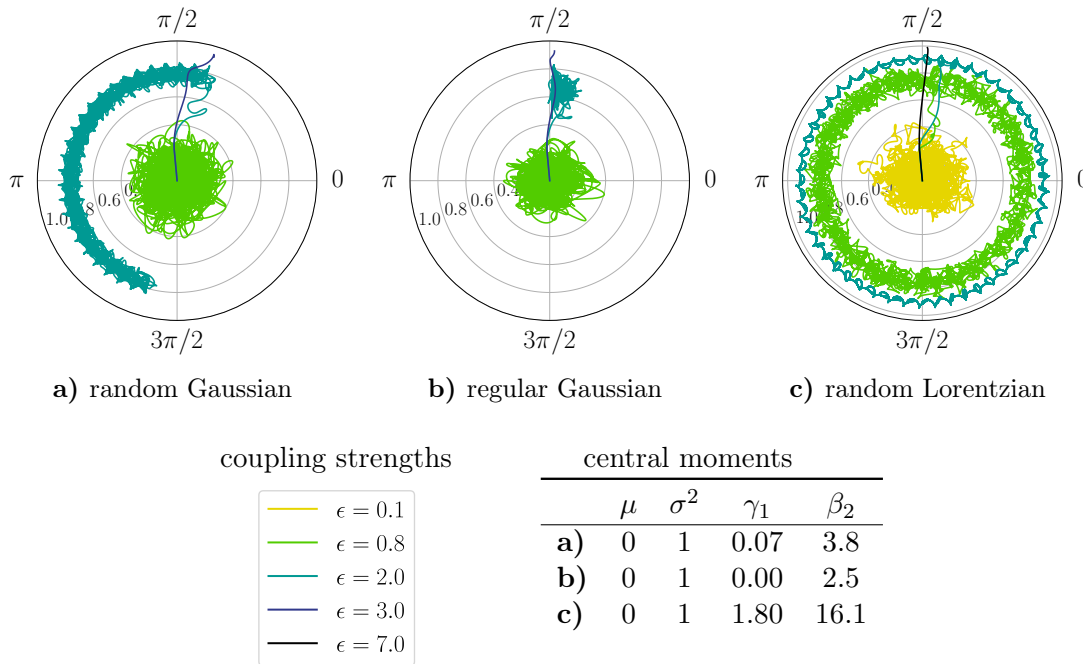 π/2 π/2 π/2
π 0 π 0 π 0
0.6 0.8 1.0 0.4 0.6 0.8 1.0 0.6 0.8 1.0
3π/2 3π/2 3π/2
a) random Gaussian b) regular Gaussian c) random Lorentzian
coupling strengths central moments
μ σ² γ₁ β₂
ϵ = 0.1
ϵ = 0.8
ϵ = 2.0
ϵ = 3.0
ϵ = 7.0
a) 0 1 0.07 3.8
b) 0 1 0.00 2.5
c) 0 1 1.80 16.1